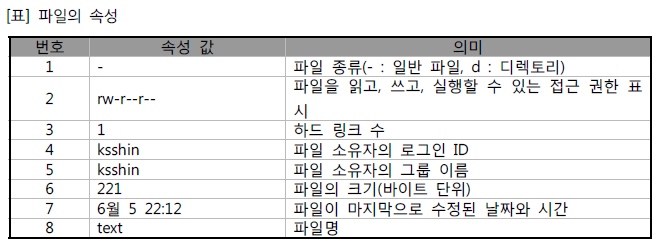 [표] 파일의 속성
번호 속성 값 의미
1 - 파일 종류(- : 일반 파일, d : 디렉토리)
2 rw-r--r-- 파일을 읽고, 쓰고, 실행할 수 있는 접근 권한 표
시
3 1 하드 링크 수
4 ksshin 파일 소유자의 로그인 ID
5 ksshin 파일 소유자의 그룹 이름
6 221 파일의 크기(바이트 단위)
7 6월 5 22:12 파일이 마지막으로 수정된 날짜와 시간
8 text 파일명